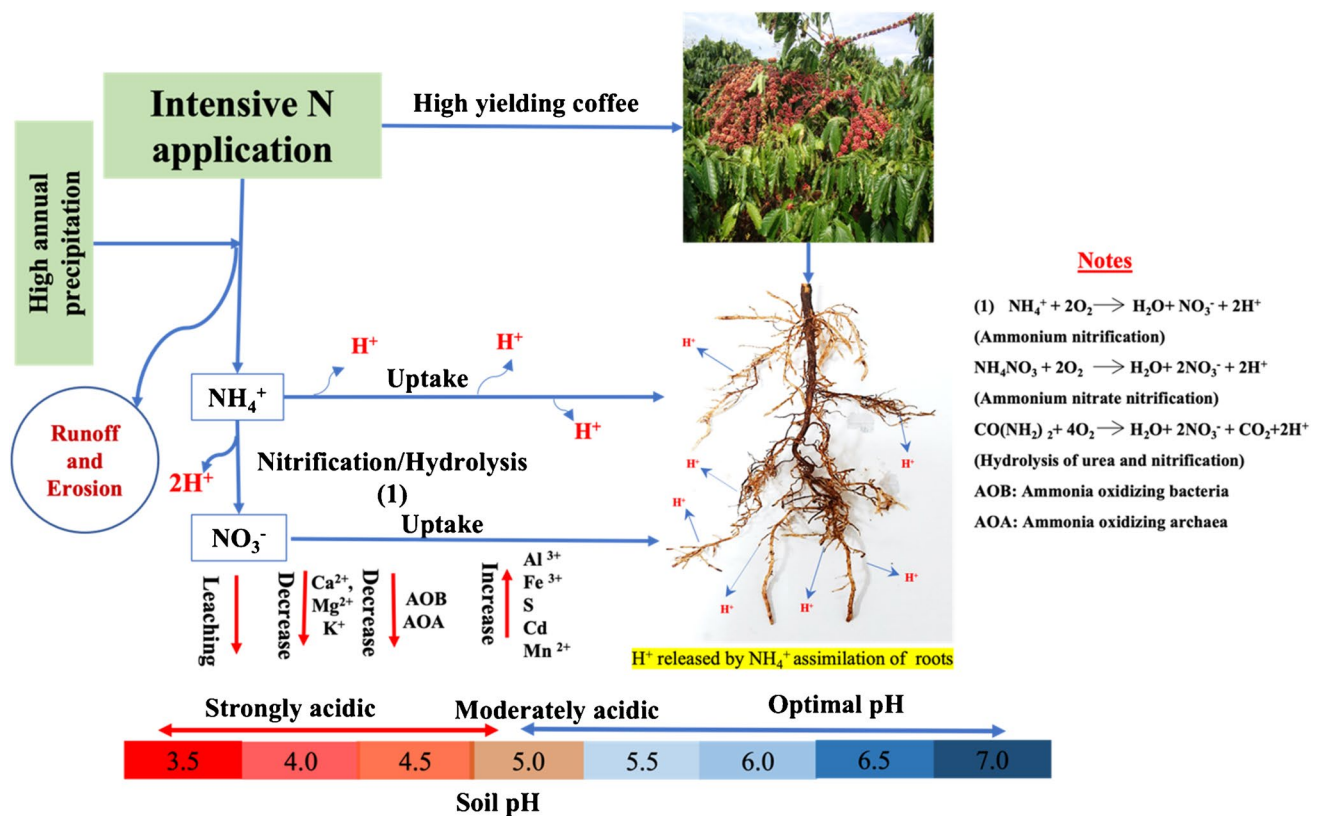 Intensive N
application
High yielding coffee
High annual
precipitation
Runoff
and
Erosion
NH₄⁺
H⁺
Uptake
H⁺
H⁺
2H⁺
Nitrification/Hydrolysis
(1)
NO₃⁻
Uptake
Leaching
Decrease
Ca²⁺,
Mg²⁺
K⁺
Decrease
AOB
AOA
Increase
Al ³⁺
Fe ³⁺
S
Cd
Mn ²⁺
H⁺
H⁺
H⁺
H⁺
H⁺
H⁺
H⁺
H⁺ released by NH₄⁺ assimilation of roots
Notes
(1) NH₄⁺ + 2O₂⟶ H₂O+ NO₃⁻ + 2H⁺
(Ammonium nitrification)
NH₄NO₃ + 2O₂ ⟶ H₂O+ 2NO₃⁻ + 2H⁺
(Ammonium nitrate nitrification)
CO(NH₂) ₂+ 4O₂⟶ H₂O+ 2NO₃⁻ + CO₂+2H⁺
(Hydrolysis of urea and nitrification)
AOB: Ammonia oxidizing bacteria
AOA: Ammonia oxidizing archaea
Strongly acidic
Moderately acidic
Optimal pH
3.5 4.0 4.5 5.0 5.5 6.0 6.5 7.0
Soil pH